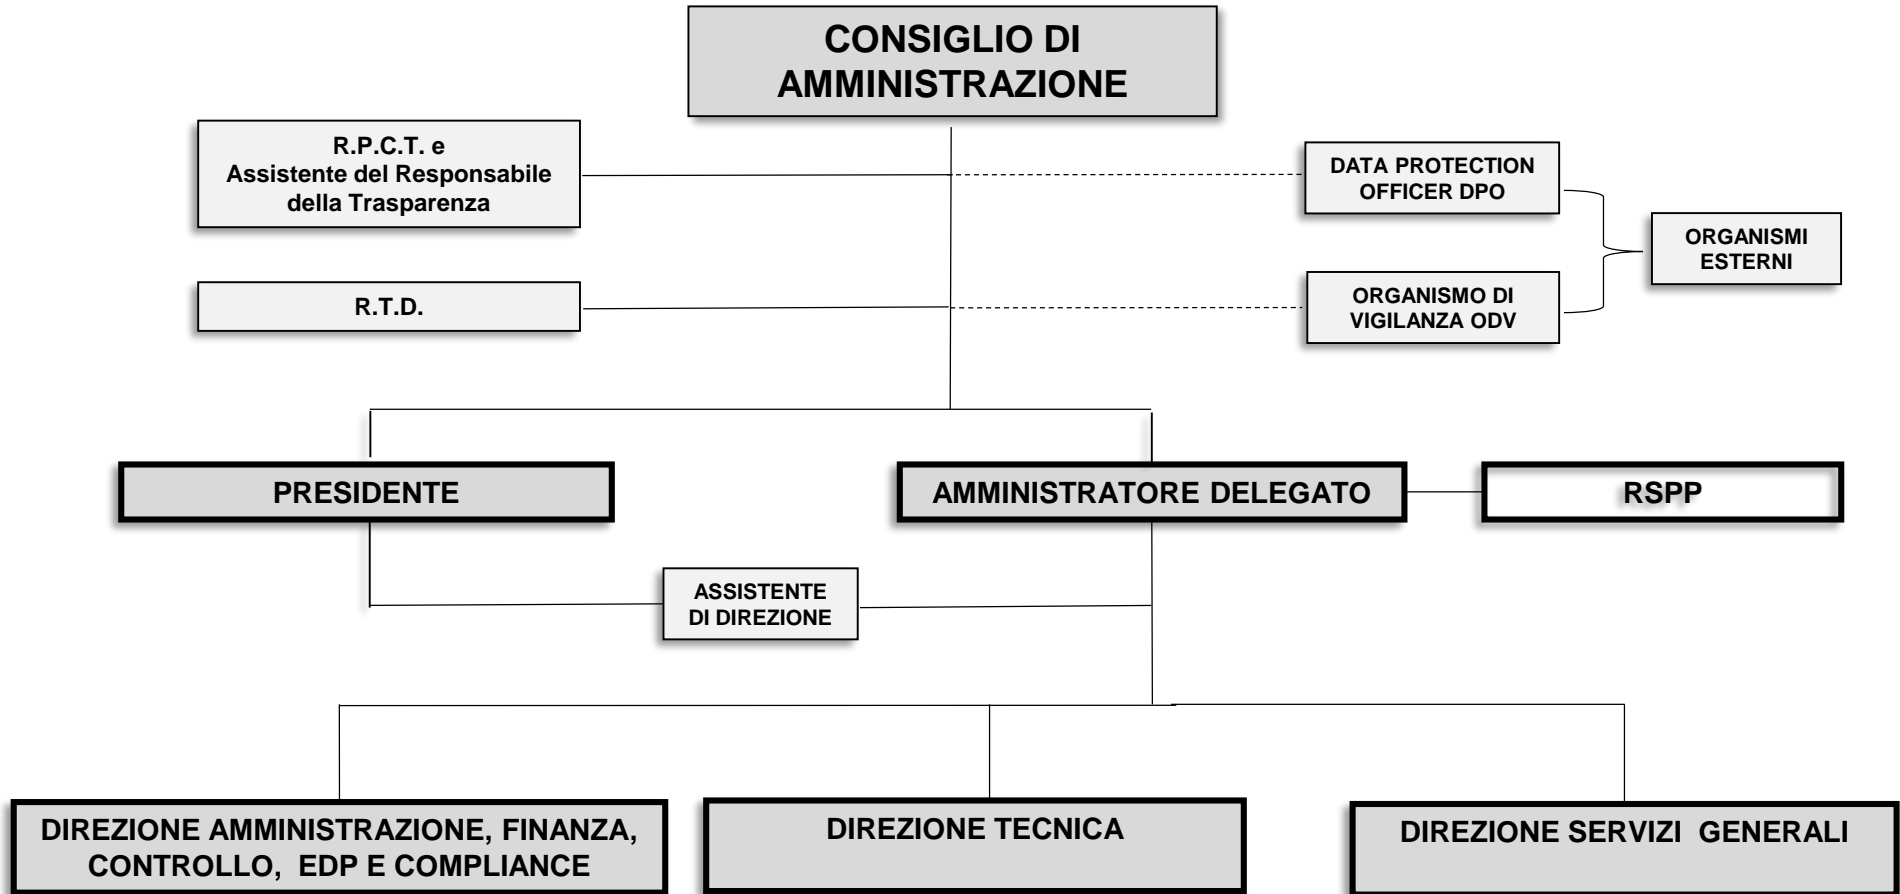 CONSIGLIO DI
AMMINISTRAZIONE
R.P.C.T. e
Assistente del Responsabile
della Trasparenza
DATA PROTECTION
OFFICER DPO
ORGANISMI
ESTERNI
R.T.D.
ORGANISMO DI
VIGILANZA ODV
PRESIDENTE
AMMINISTRATORE DELEGATO
RSPP
ASSISTENTE
DI DIREZIONE
DIREZIONE AMMINISTRAZIONE, FINANZA,
CONTROLLO, EDP E COMPLIANCE
DIREZIONE TECNICA
DIREZIONE SERVIZI GENERALI